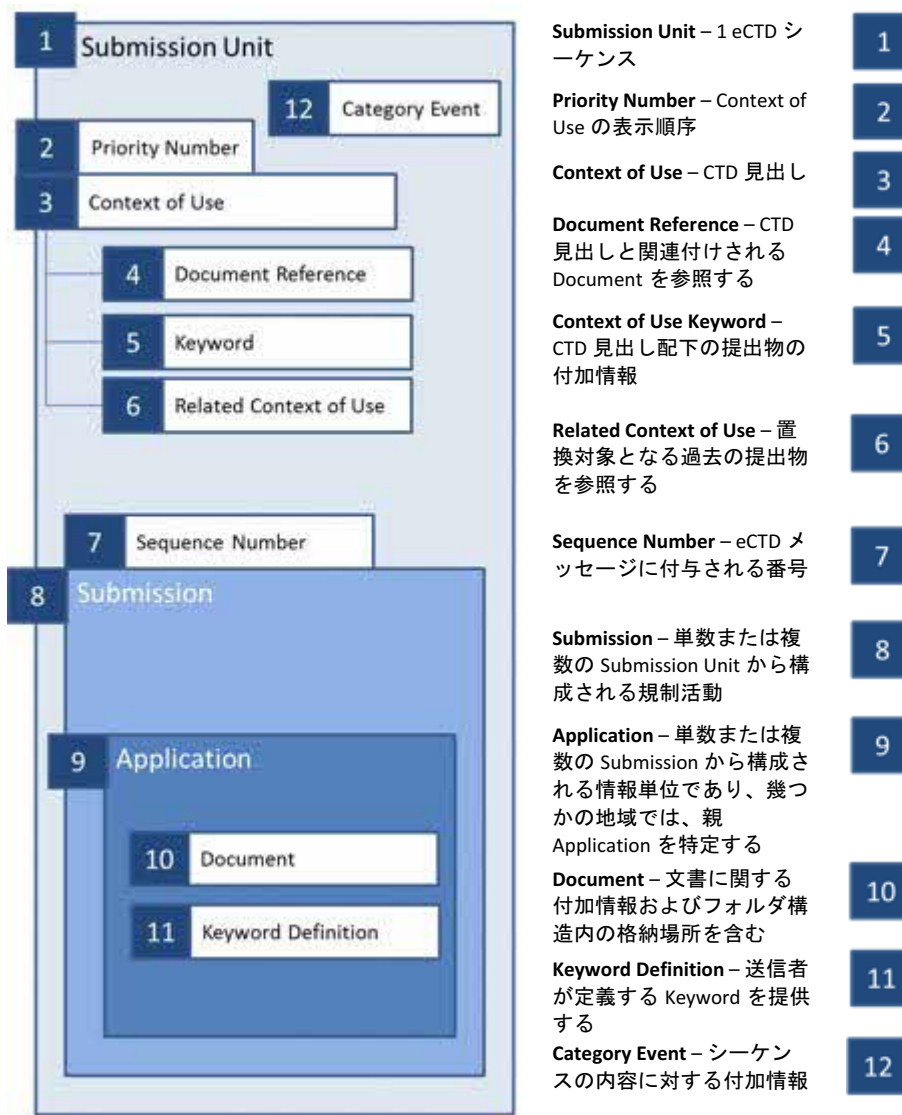 1 Submission Unit
12 Category Event
2 Priority Number
3 Context of Use
4 Document Reference
5 Keyword
6 Related Context of Use
7 Sequence Number
8 Submission
9 Application
10 Document
11 Keyword Definition
Submission Unit – 1 eCTD シ
ーケンス
1
Priority Number – Context of
Use の表示順序
2
Context of Use – CTD 見出し
3
Document Reference – CTD
見出しと関連付けされる
Document を参照する
4
Context of Use Keyword –
CTD 見出し配下の提出物の
付加情報
5
Related Context of Use – 置
換対象となる過去の提出物
を参照する
6
Sequence Number – eCTD メ
ッセージに付与される番号
7
Submission – 単数または複
数の Submission Unit から構
成される規制活動
8
Application – 単数または複
数の Submission から構成さ
れる情報単位であり、幾つ
かの地域では、親
Application を特定する
9
Document – 文書に関する
付加情報およびフォルダ構
造内の格納場所を含む
10
Keyword Definition – 送信者
が定義する Keyword を提供
する
11
Category Event – シーケン
スの内容に対する付加情報
12